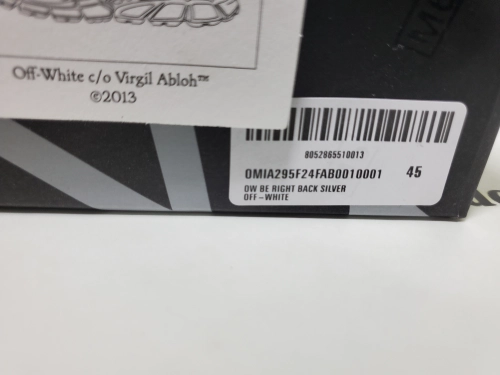 Off-White c/o Virgil Abloh™
©2013
8052865510013
OMIA295F24FAB0010001 45
OW BE RIGHT BACK SILVER
OFF-WHITE